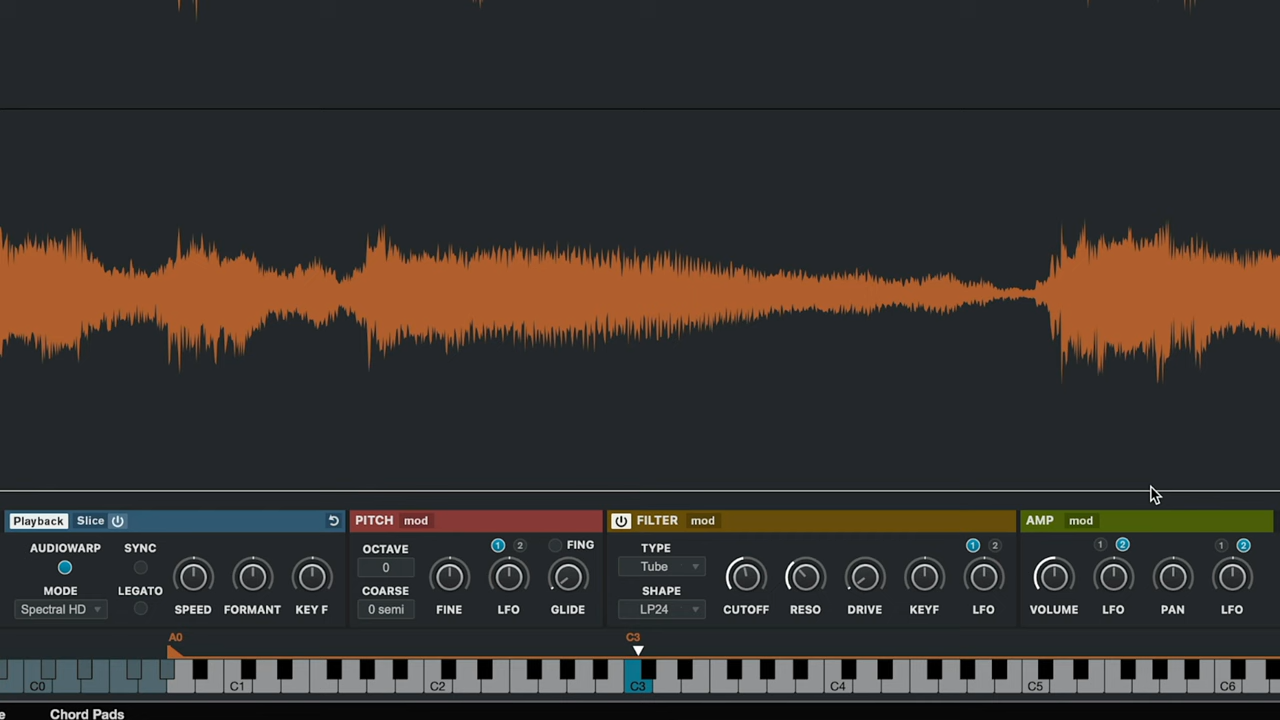 Playback Slice PITCH mod FILTER mod AMP mod
AUDIOWARP SYNC OCTAVE 1 2 FING TYPE 1 2 1 2 1 2
0 Tube
MODE LEGATO COARSE SHAPE
Spectral HD SPEED FORMANT KEY F 0 semi FINE LFO GLIDE LP24 CUTOFF RESO DRIVE KEYF LFO VOLUME LFO PAN LFO
A0 C3
C0 C1 C2 C3 C4 C5 C6
Chord Pads